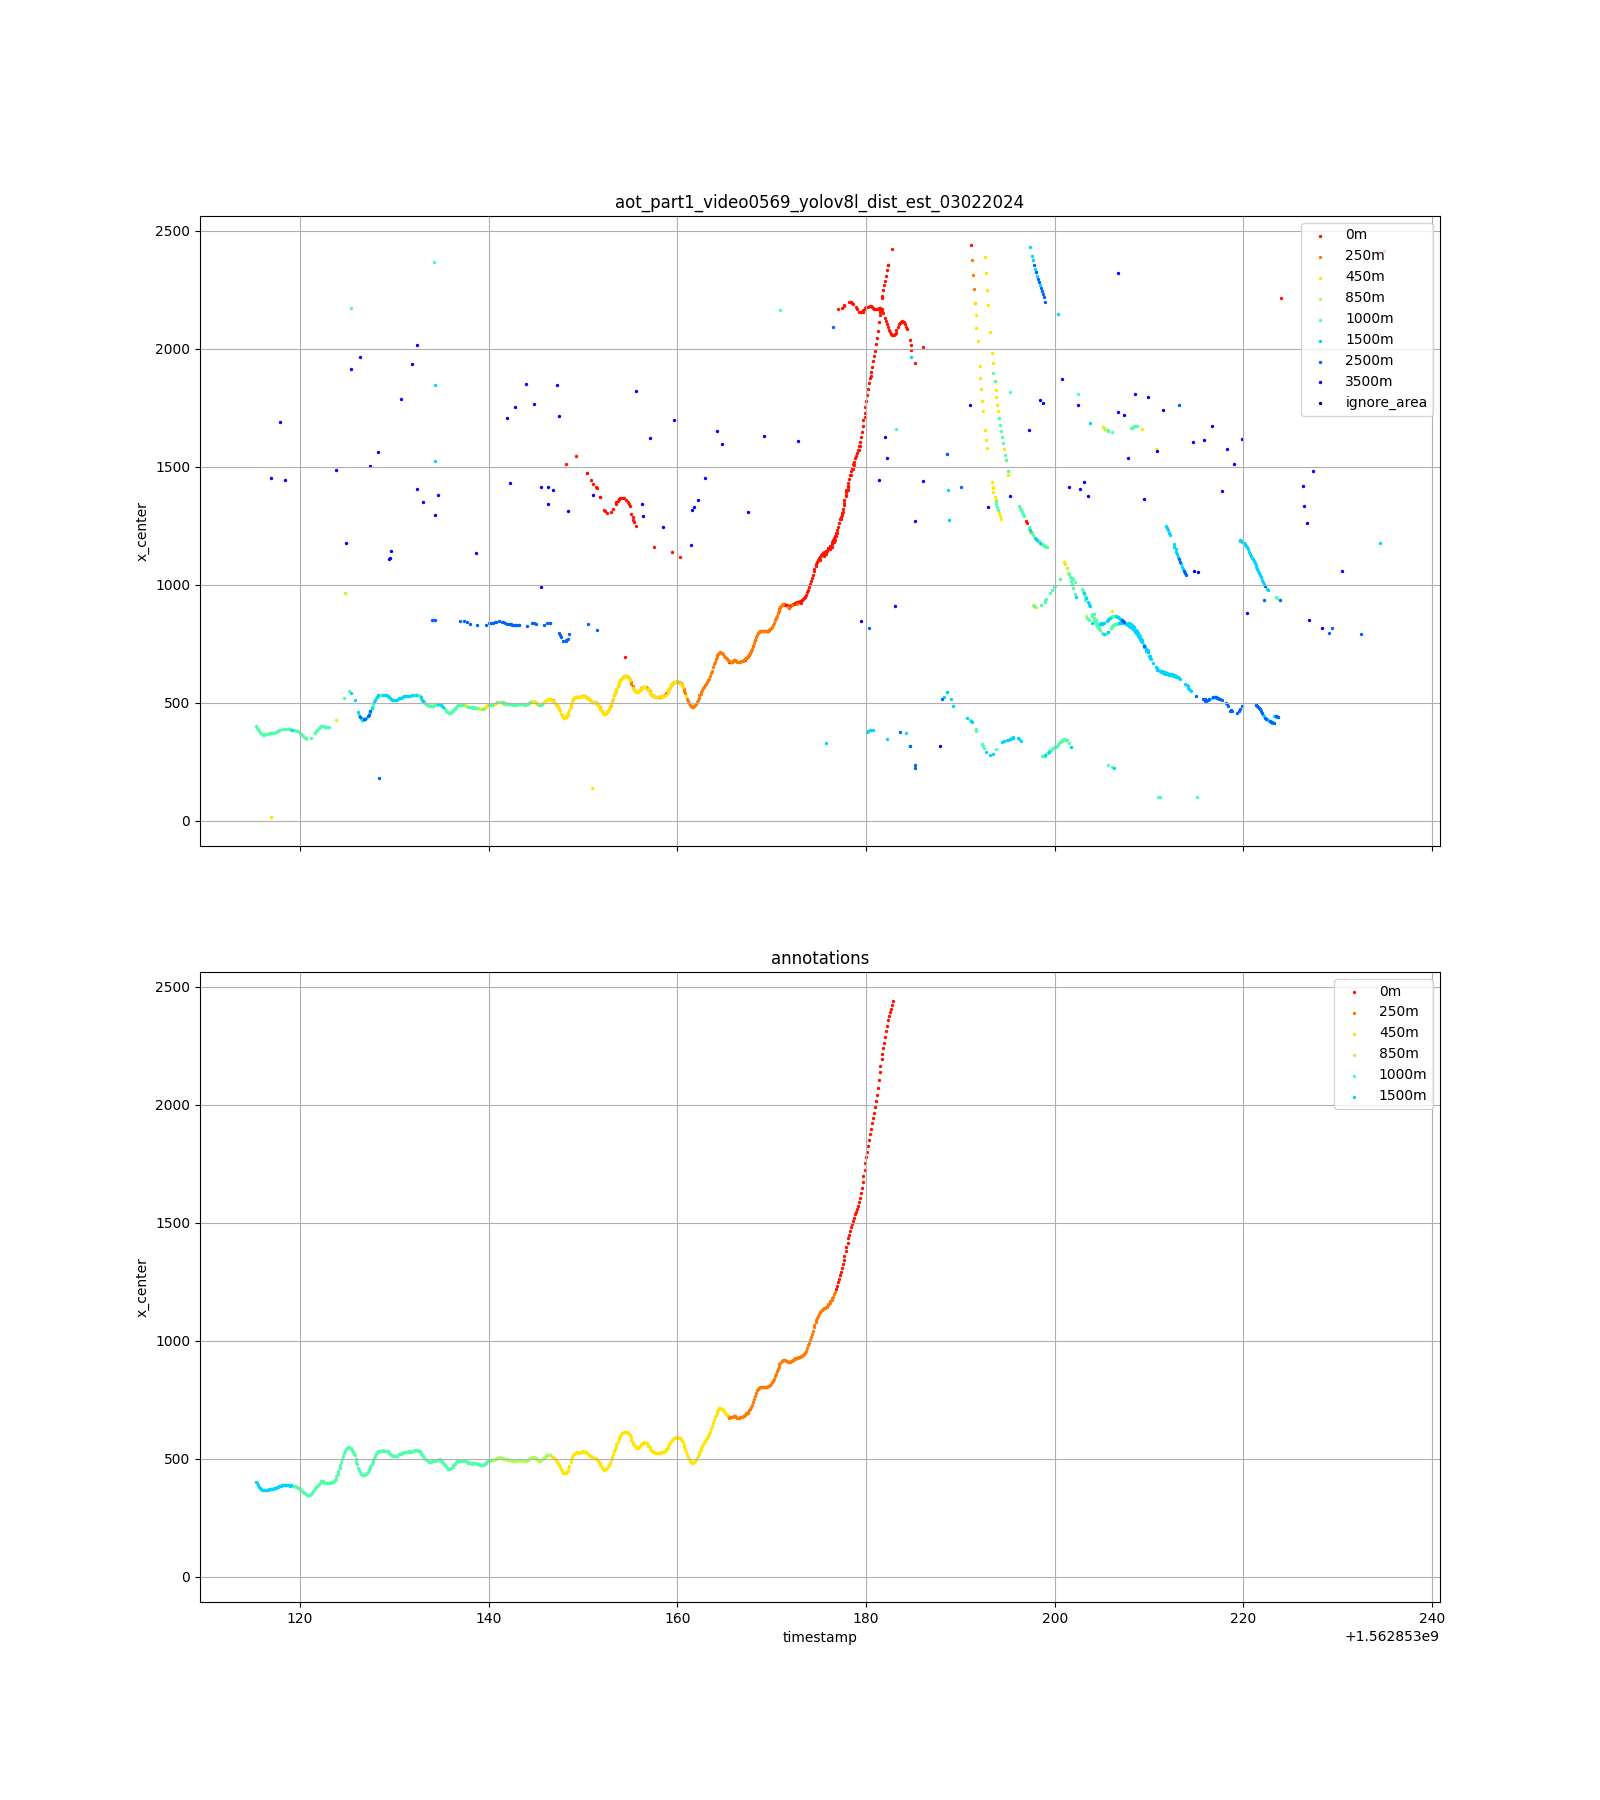 aot_part1_video0569_yolov8l_dist_est_03022024
2500
2000
1500
1000
500
0
x_center
0m
250m
450m
850m
1000m
1500m
2500m
3500m
ignore_area
annotations
2500
2000
1500
1000
500
0
x_center
0m
250m
450m
850m
1000m
1500m
120 140 160 180 200 220 240
timestamp
+1.562853e9